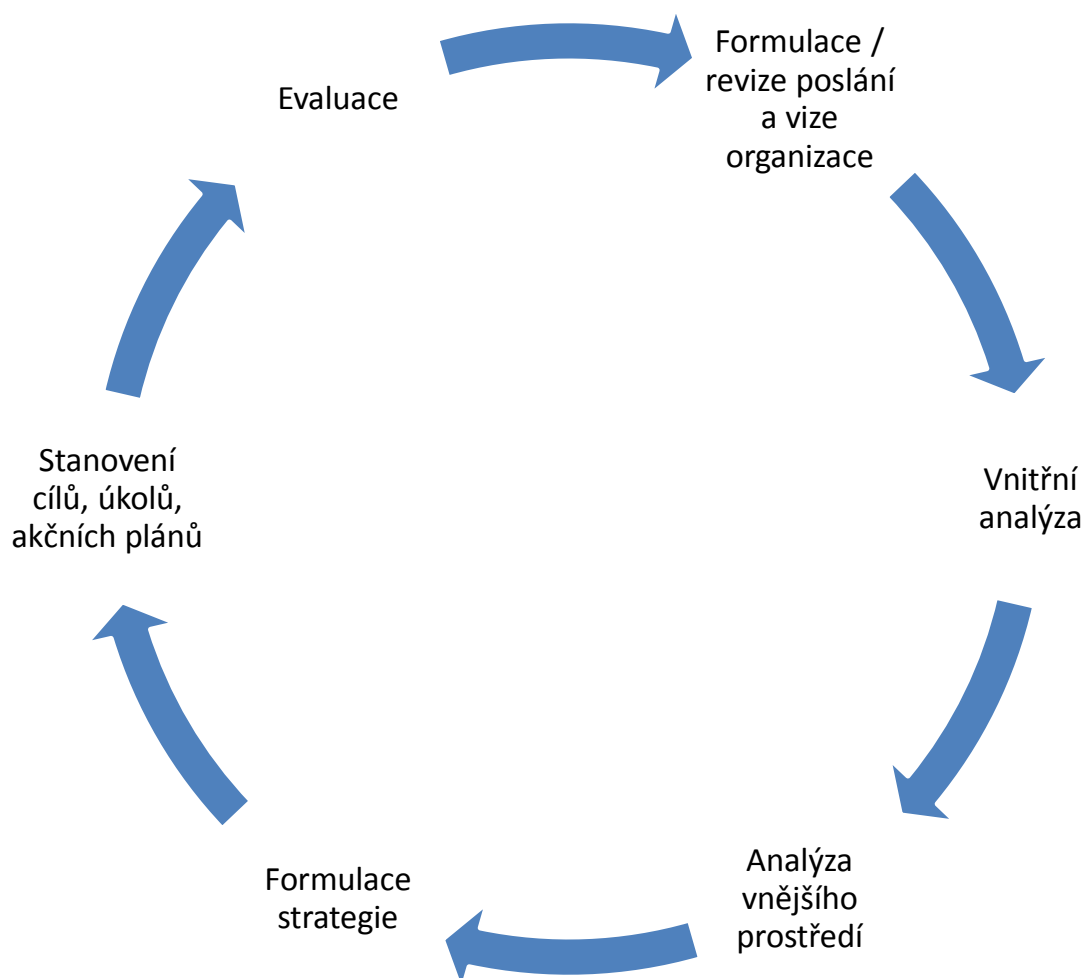 Evaluace
Formulace /
revize poslání
a vize
organizace
Vnitřní
analýza
Analýza
vnějšího
prostředí
Formulace
strategie
Stanovení
cílů, úkolů,
akčních plánů